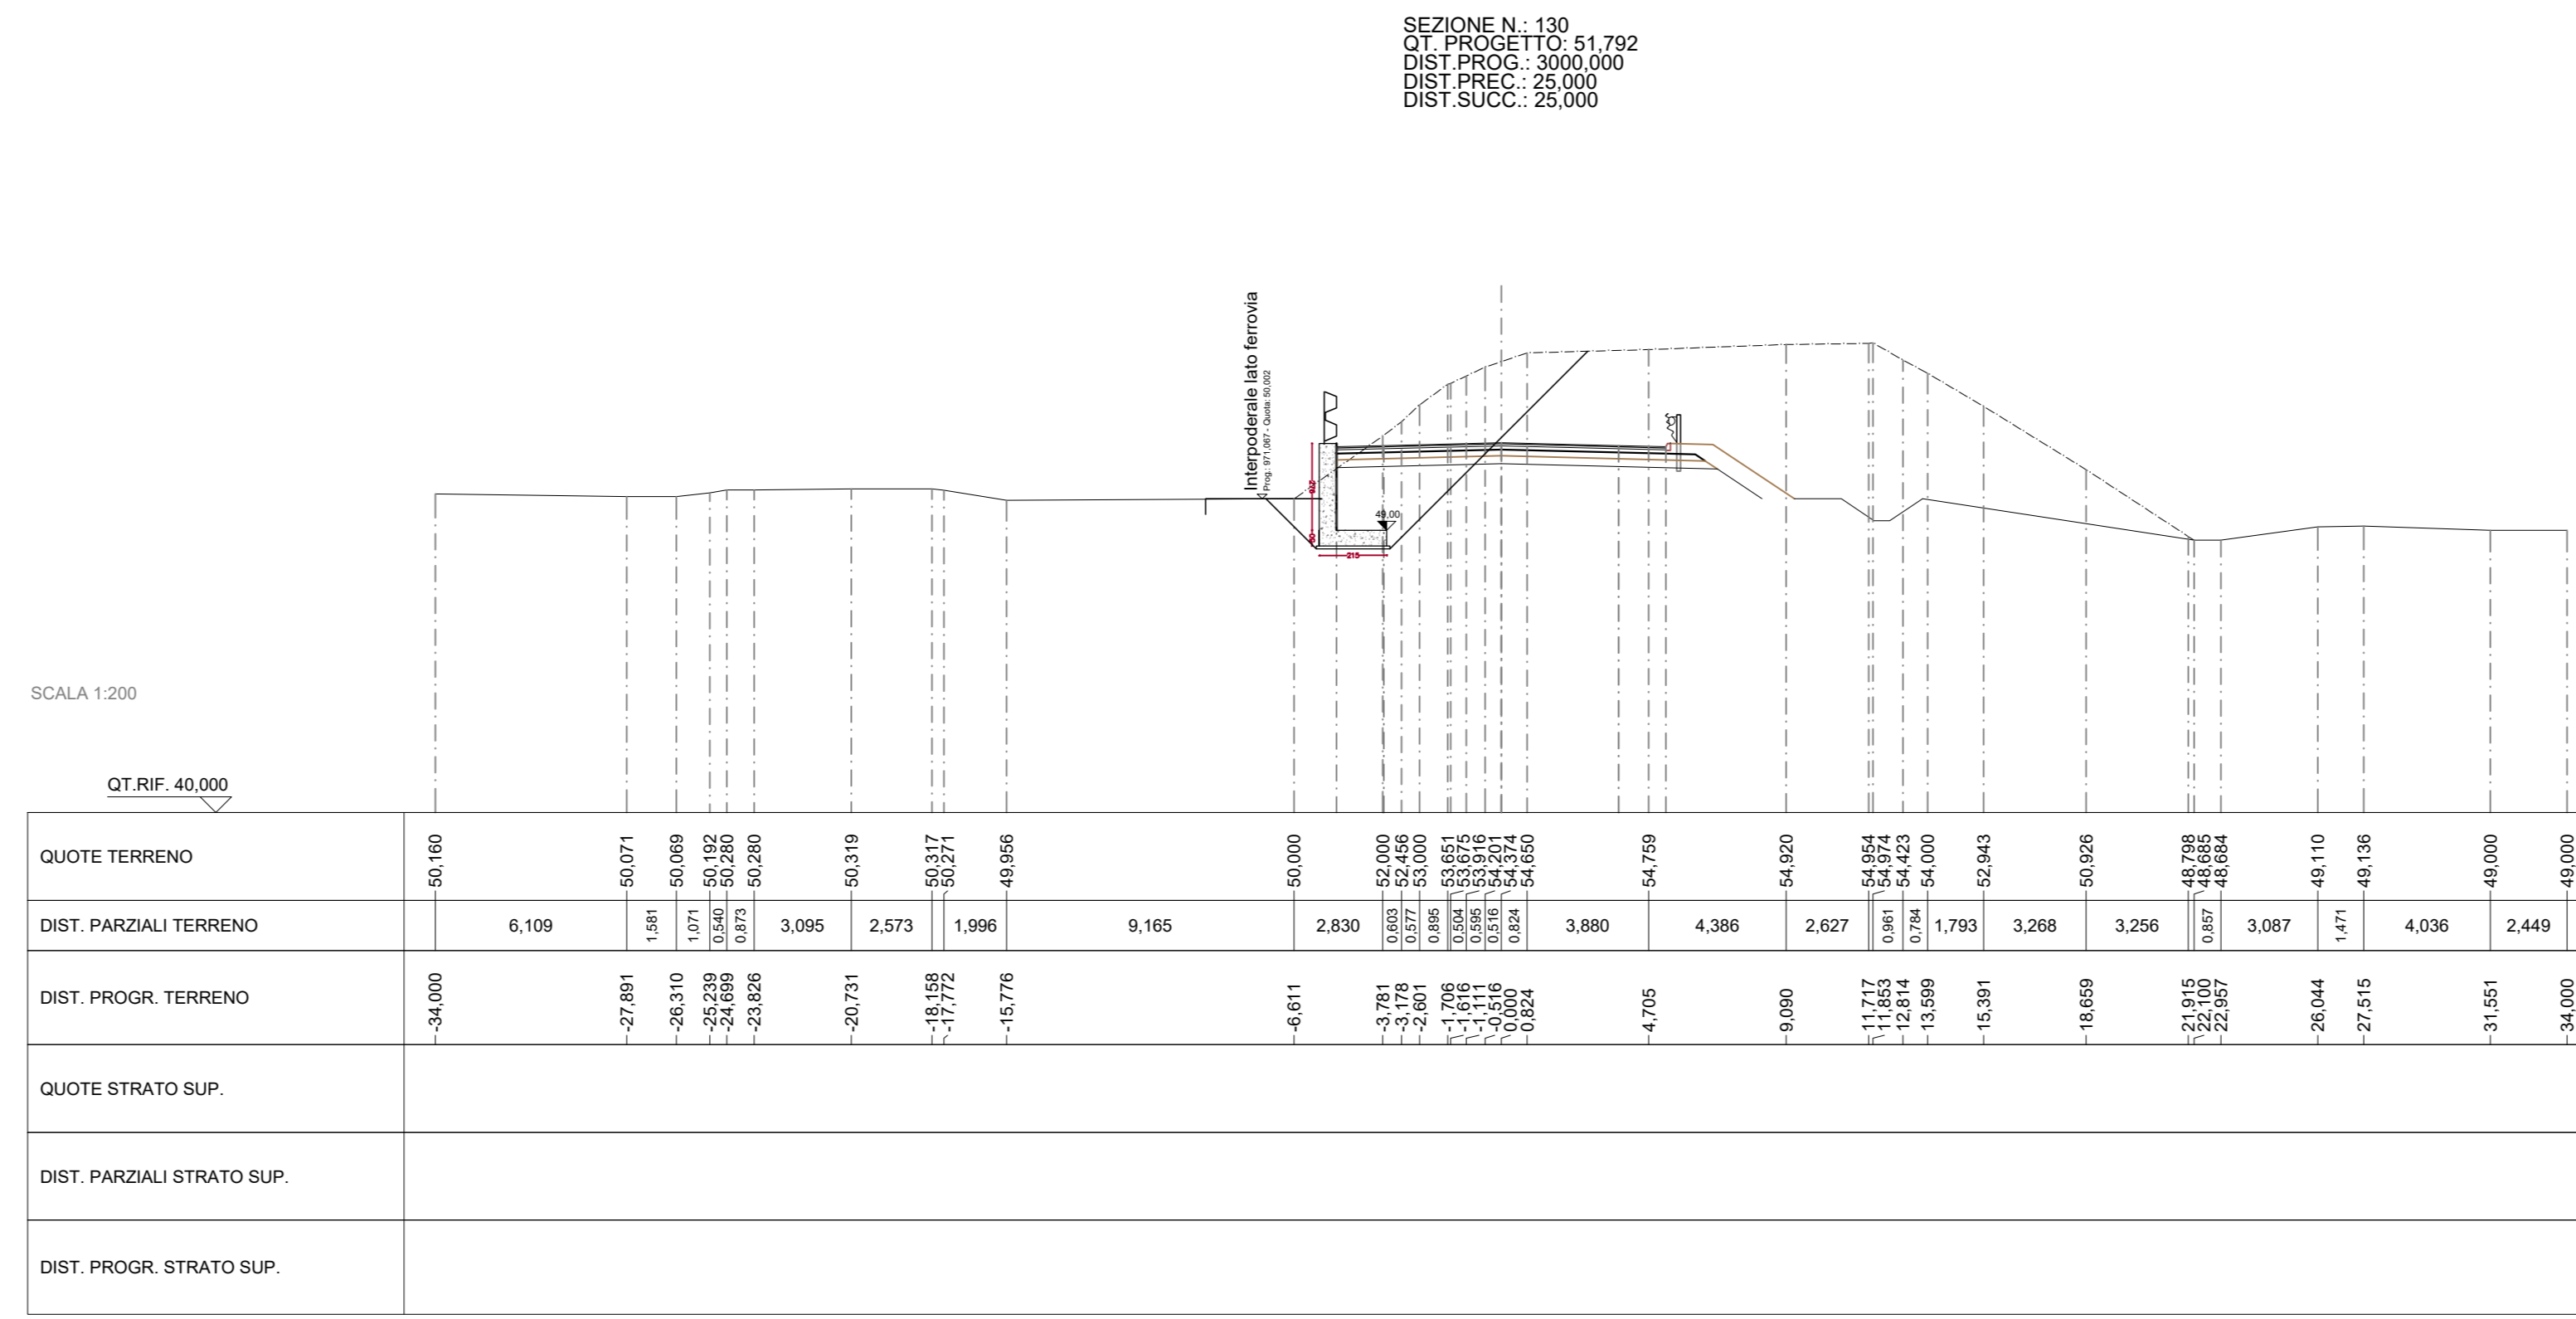 SEZIONE N.: 130
QT. PROGETTO: 51,792
DIST.PROG.: 3000,000
DIST.PREC.: 25,000
DIST.SUCC.: 25,000
Interpoderale lato ferrovia
Prog.: 971,067 - Quota: 50,002
49,00
50
215
SCALA 1:200
QT.RIF. 40,000
QUOTE TERRENO 50,160 50,071 50,069 50,192 50,280 50,280 50,319 50,317 50,271 49,956 50,000 52,000 52,456 53,000 53,651 53,675 53,916 54,201 54,374 54,650 54,759 54,920 54,954 54,974 54,423 54,000 52,943 50,926 48,798 48,685 48,684 49,110 49,136 49,000 49,000
DIST. PARZIALI TERRENO 6,109 1,581 1,071 0,540 0,873 3,095 2,573 1,996 9,165 2,830 0,603 0,577 0,895 0,504 0,595 0,516 0,824 3,880 4,386 2,627 0,961 0,784 1,793 3,268 3,256 0,857 3,087 1,471 4,036 2,449
DIST. PROGR. TERRENO -34,000 -27,891 -26,310 -25,239 -24,699 -23,826 -20,731 -18,158 -17,772 -15,776 -6,611 -3,781 -3,178 -2,601 -1,706 -1,616 -1,111 -0,516 0,000 0,824 4,705 9,090 11,717 11,853 12,814 13,599 15,391 18,659 21,915 22,100 22,957 26,044 27,515 31,551 34,000
QUOTE STRATO SUP.
DIST. PARZIALI STRATO SUP.
DIST. PROGR. STRATO SUP.